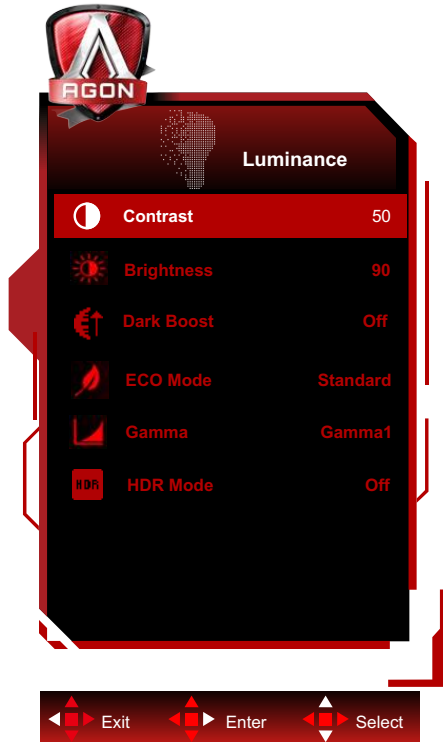 AGON
Luminance
Contrast 50
Brightness 90
Dark Boost Off
ECO Mode Standard
Gamma Gamma1
HDR HDR Mode Off
Exit Enter Select